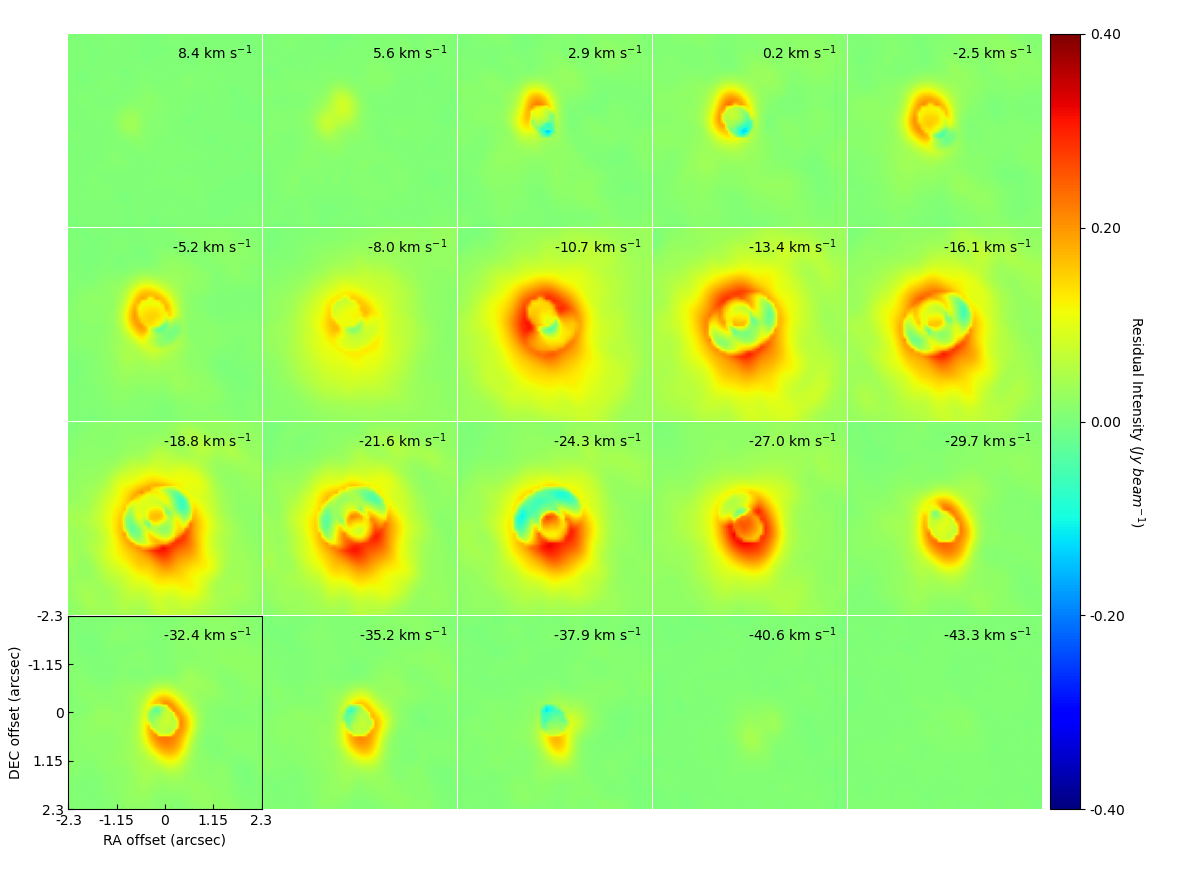 8.4 km s⁻¹ 5.6 km s⁻¹ 2.9 km s⁻¹ 0.2 km s⁻¹ -2.5 km s⁻¹
-5.2 km s⁻¹ -8.0 km s⁻¹ -10.7 km s⁻¹ -13.4 km s⁻¹ -16.1 km s⁻¹
-18.8 km s⁻¹ -21.6 km s⁻¹ -24.3 km s⁻¹ -27.0 km s⁻¹ -29.7 km s⁻¹
-32.4 km s⁻¹ -35.2 km s⁻¹ -37.9 km s⁻¹ -40.6 km s⁻¹ -43.3 km s⁻¹
-2.3
-1.15
0
1.15
2.3
DEC offset (arcsec)
-2.3 -1.15 0 1.15 2.3
RA offset (arcsec)
0.40
0.20
0.00
-0.20
-0.40
Residual Intensity (Jy beam⁻¹)